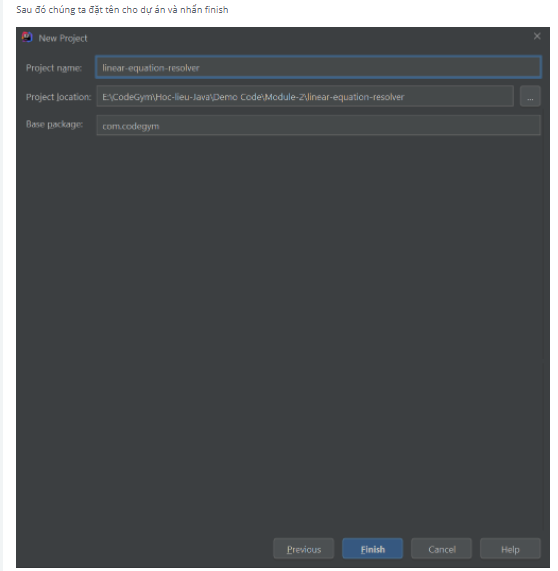 Sau đó chúng ta đặt tên cho dự án và nhấn finish
New Project
Project name: linear-equation-resolver
Project location: E:\CodeGym\Hoc-lieu-Java\Demo Code\Module-2\linear-equation-resolver ...
Base package: com.codegym
Previous Finish Cancel Help